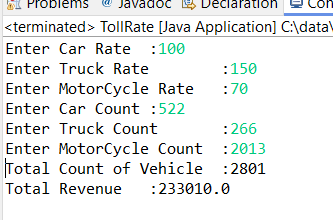 Problems @ Javadoc Declaration Con
<terminated> TollRate [Java Application] C:\data\
Enter Car Rate  :100
Enter Truck Rate        :150
Enter MotorCycle Rate   :70
Enter Car Count :522
Enter Truck Count       :266
Enter MotorCycle Count  :2013
Total Count of Vehicle  :2801
Total Revenue   :233010.0